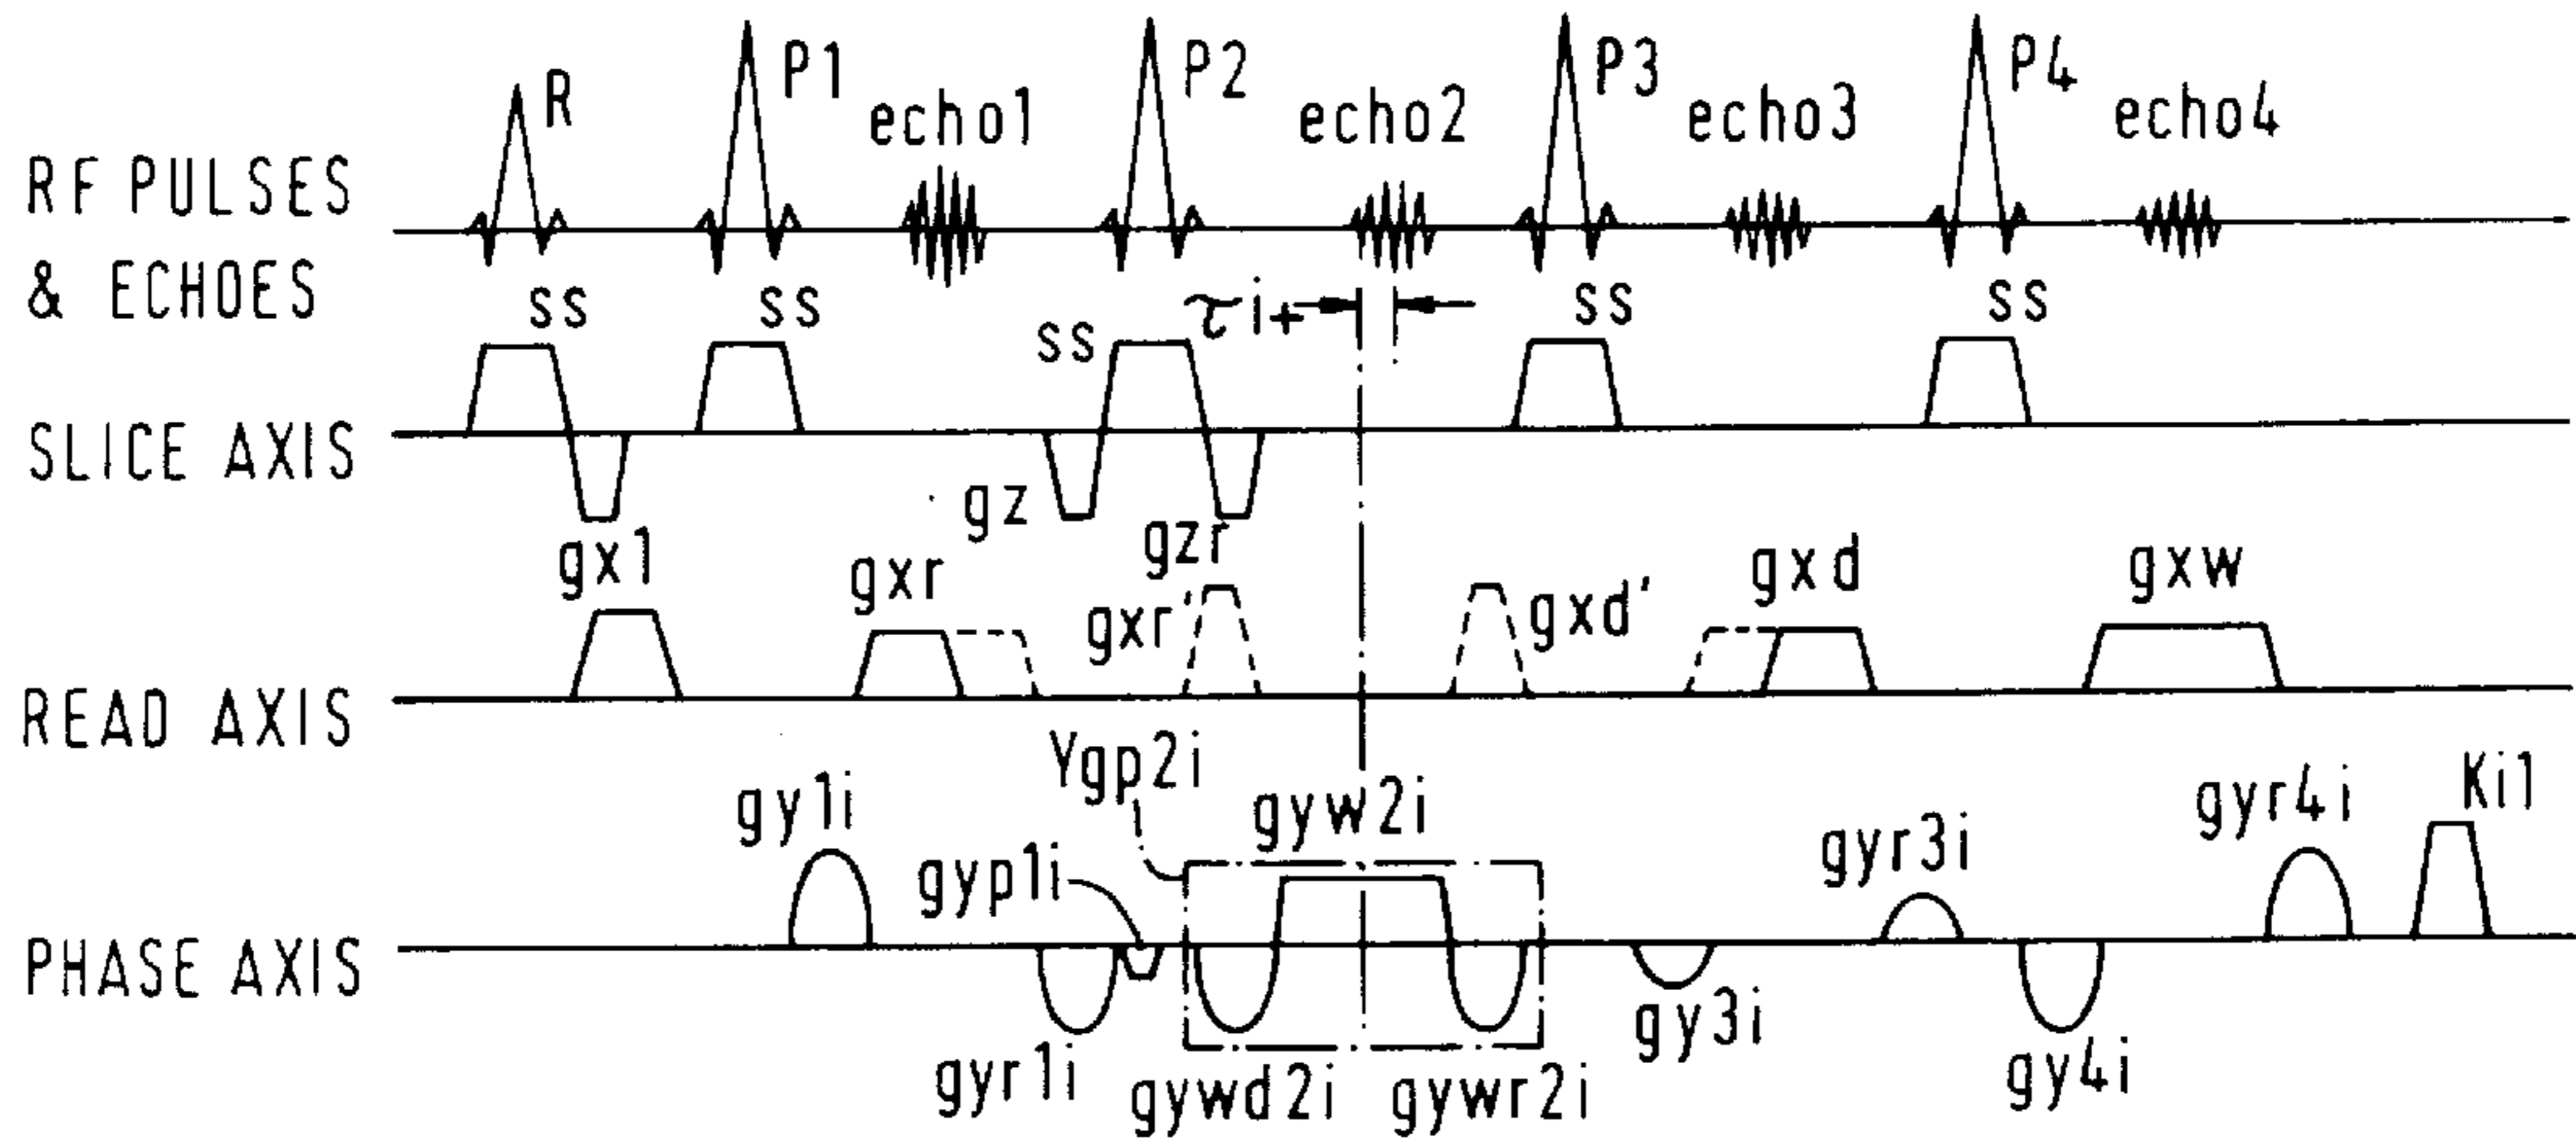 R
P1
echo1
P2
echo2
P3
echo3
P4
echo4
RF PULSES
& ECHOES
τi+
ss
ss
ss
ss
ss
SLICE AXIS
gz
gzr
gx1
gxr
gxr'
gxd'
gxd
gxw
READ AXIS
Ygp2i
gy1i
gyp1i
gyw2i
gyr3i
gyr4i
Ki1
PHASE AXIS
gyr1i
gywd2i
gywr2i
gy3i
gy4i